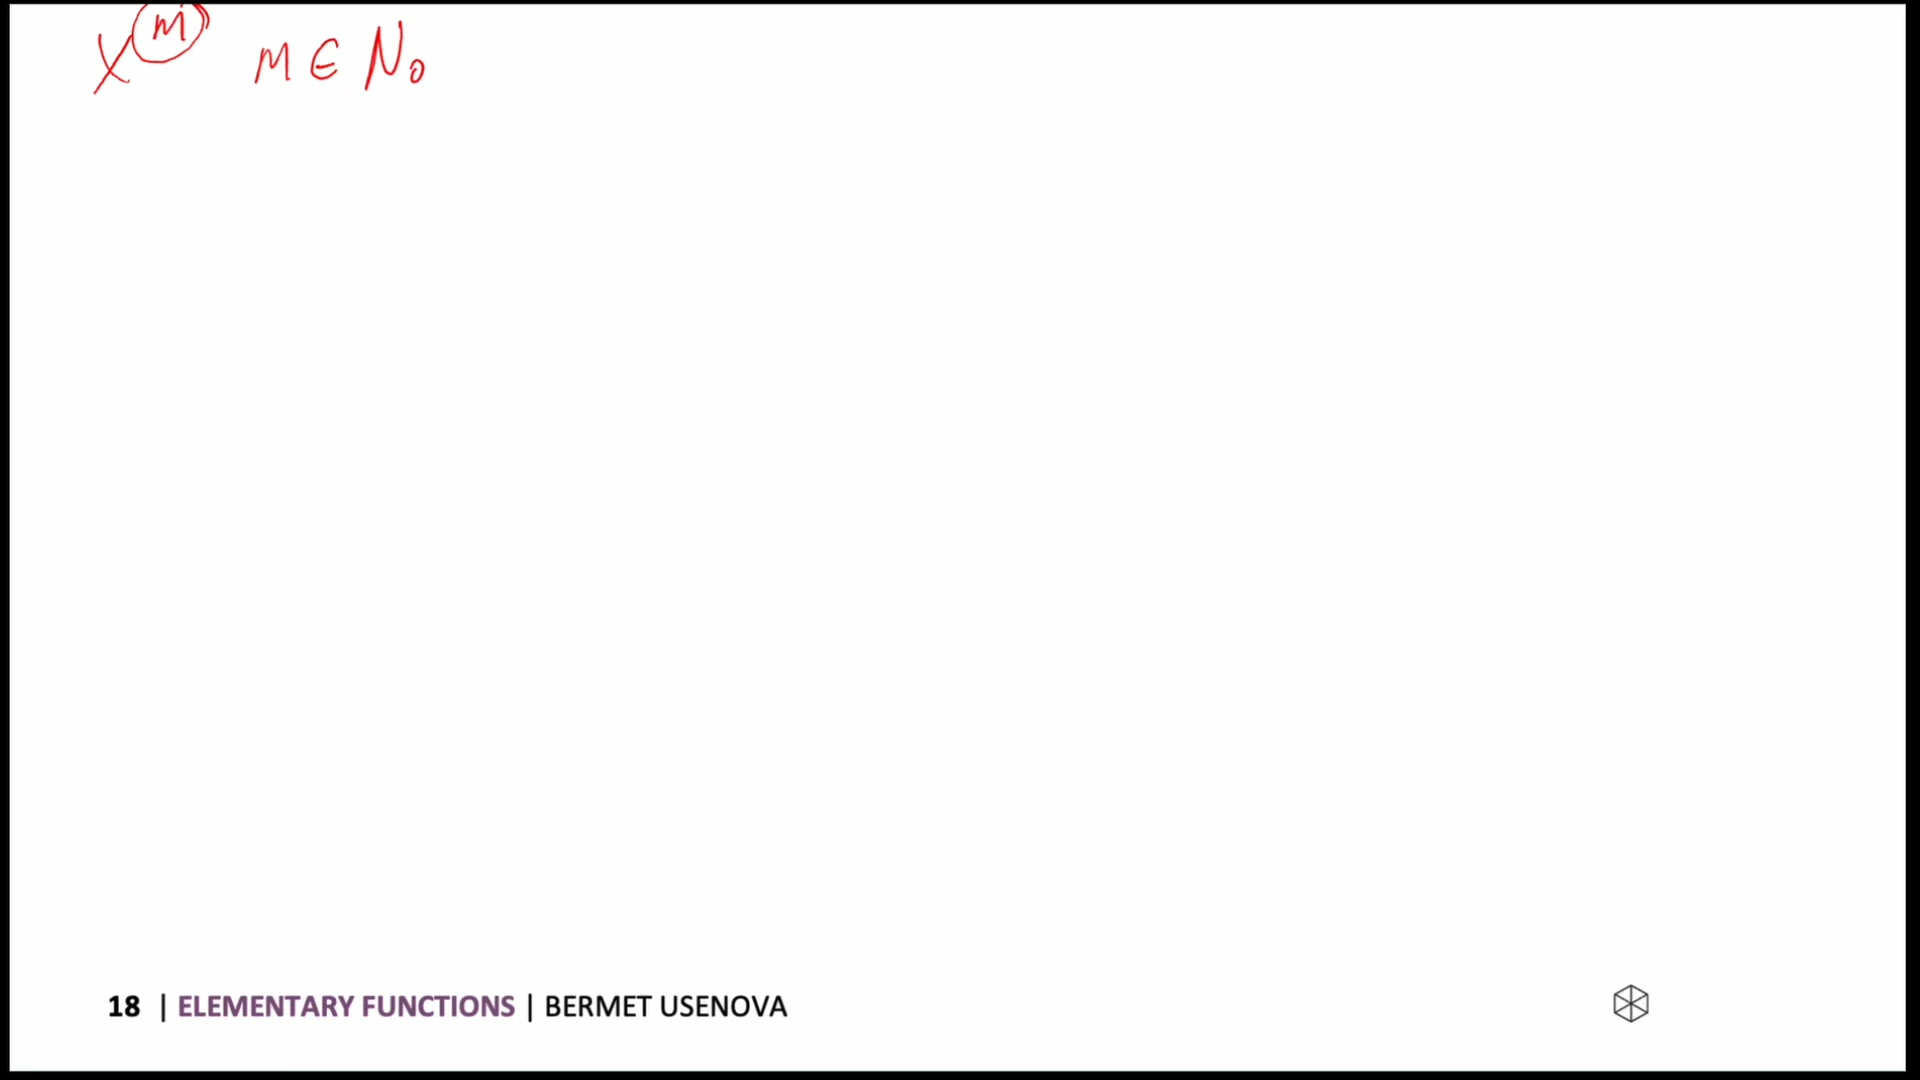 x^m m ∈ N₀
18 | ELEMENTARY FUNCTIONS | BERMET USENOVA